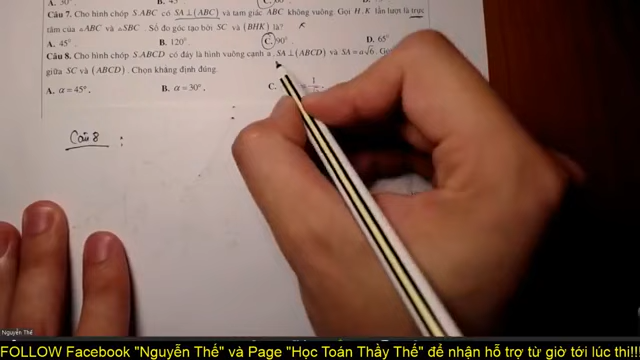 A. 30°
Câu 7. Cho hình chóp S.ABC có SA ⊥ (ABC) và tam giác ABC không vuông. Gọi H, K lần lượt là trực
tâm của △ABC và △SBC. Số đo góc tạo bởi SC và (BHK) là?
A. 45°. B. 120°. C. 90°. D. 65°
Câu 8. Cho hình chóp S.ABCD có đáy là hình vuông cạnh a, SA ⊥ (ABCD) và SA = a√6. Gọi
giữa SC và (ABCD). Chọn khẳng định đúng.
A. α = 45°. B. α = 30°. C.
Câu 8 :
Nguyễn Thế
FOLLOW Facebook "Nguyễn Thế" và Page "Học Toán Thầy Thế" để nhận hỗ trợ từ giờ tới lúc thi!!!